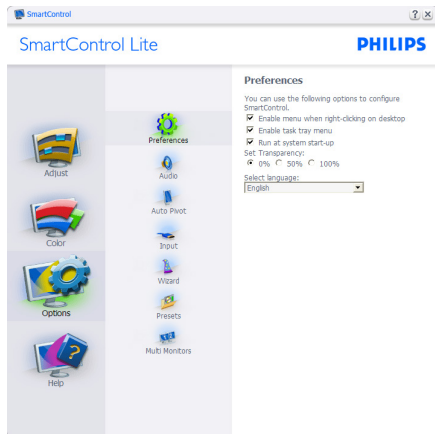 SmartControl
SmartControl Lite
PHILIPS
Adjust
Color
Options
Help
Preferences
Audio
Auto Pivot
Input
Wizard
Presets
Multi Monitors
Preferences
You can use the following options to configure
SmartControl.
Enable menu when right-clicking on desktop
Enable task tray menu
Run at system start-up
Set Transparency:
0% 50% 100%
Select language:
English